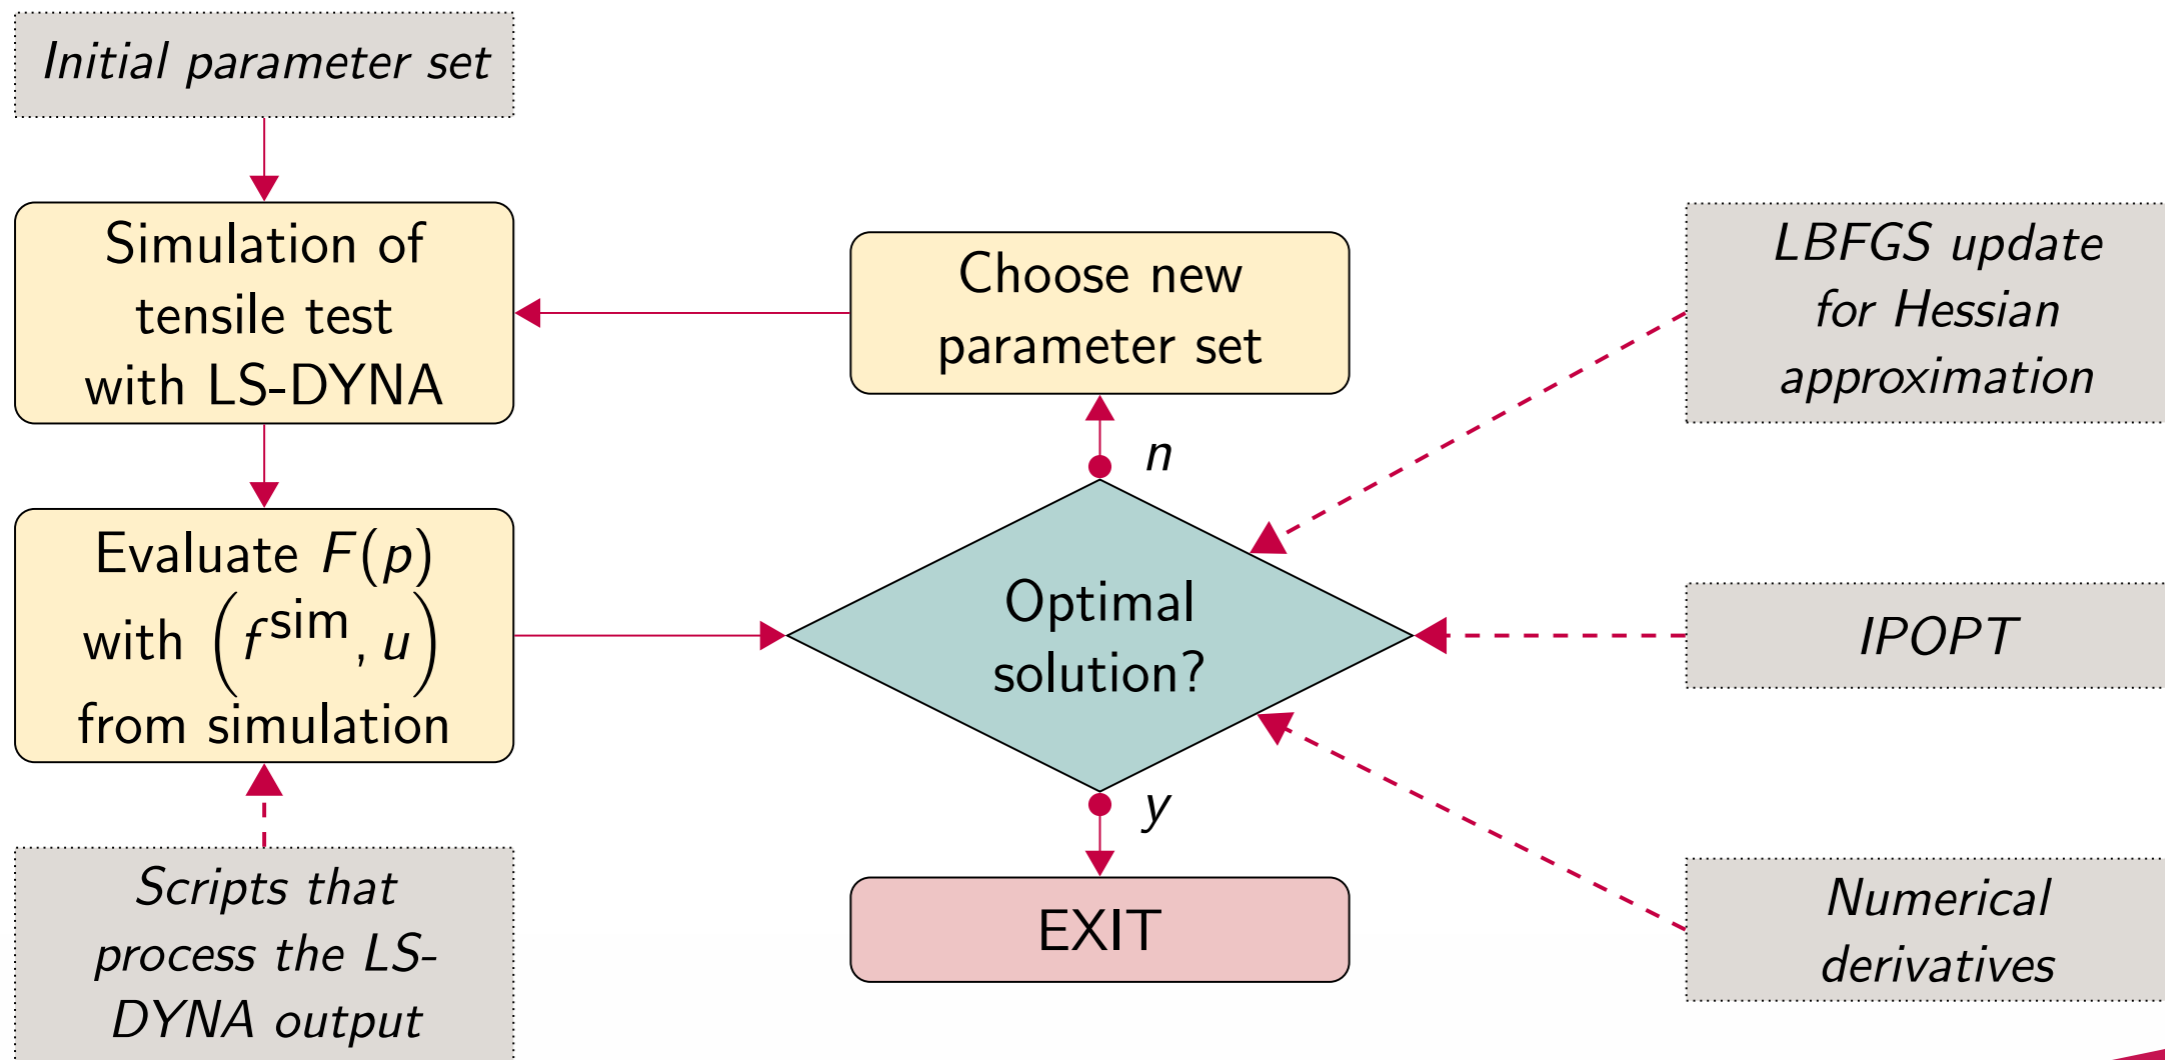 Initial parameter set
Simulation of
tensile test
with LS-DYNA
Choose new
parameter set
LBFGS update
for Hessian
approximation
n
Evaluate F(p)
with (f^sim, u)
from simulation
Optimal
solution?
IPOPT
y
Scripts that
process the LS-
DYNA output
EXIT
Numerical
derivatives